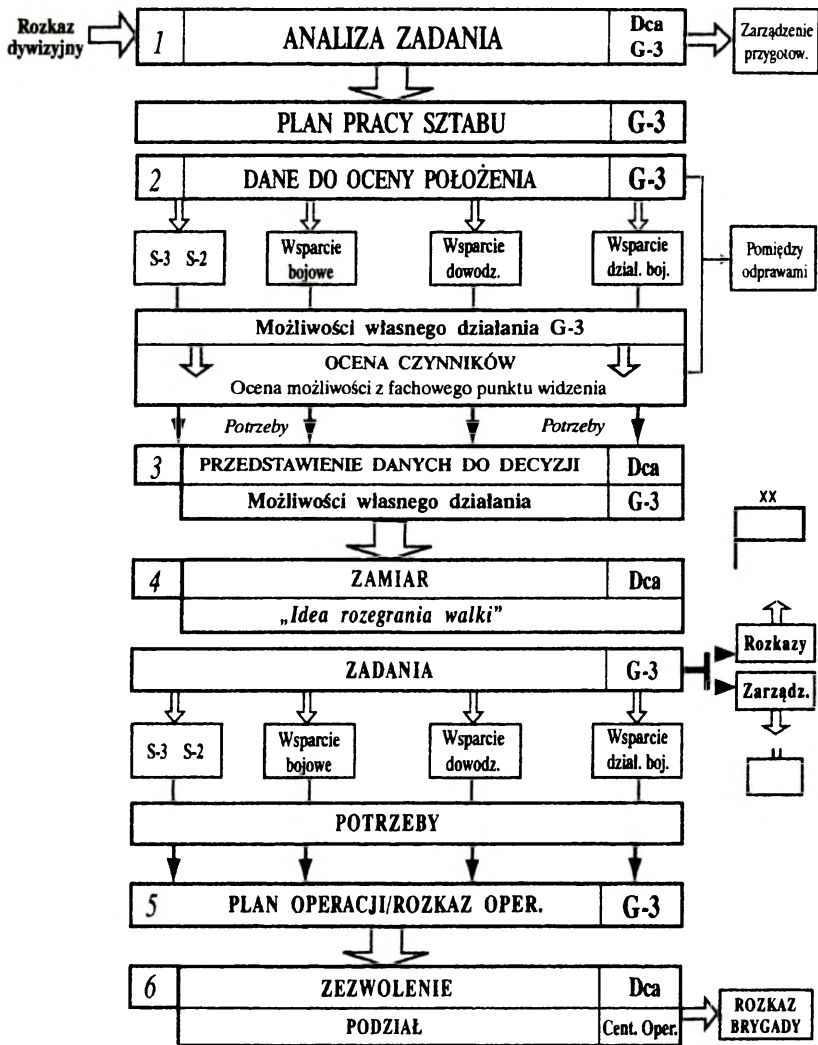 Rozkaz
dywizyjny
1 ANALIZA ZADANIA Dca
G-3
Zarządzenie
przygotow.
PLAN PRACY SZTABU G-3
2 DANE DO OCENY POŁOŻENIA G-3
S-3 S-2
Wsparcie
bojowe
Wsparcie
dowodz.
Wsparcie
dział. boj.
Pomiędzy
odprawami
Możliwości własnego działania G-3
OCENA CZYNNIKÓW
Ocena możliwości z fachowego punktu widzenia
Potrzeby Potrzeby
3 PRZEDSTAWIENIE DANYCH DO DECYZJI Dca
Możliwości własnego działania G-3
XX
4 ZAMIAR Dca
„Idea rozegrania walki”
Rozkazy
ZADANIA G-3
Zarządz.
S-3 S-2
Wsparcie
bojowe
Wsparcie
dowodz.
Wsparcie
dział. boj.
POTRZEBY
5 PLAN OPERACJI/ROZKAZ OPER. G-3
6 ZEZWOLENIE Dca
PODZIAŁ Cent. Oper.
ROZKAZ
BRYGADY